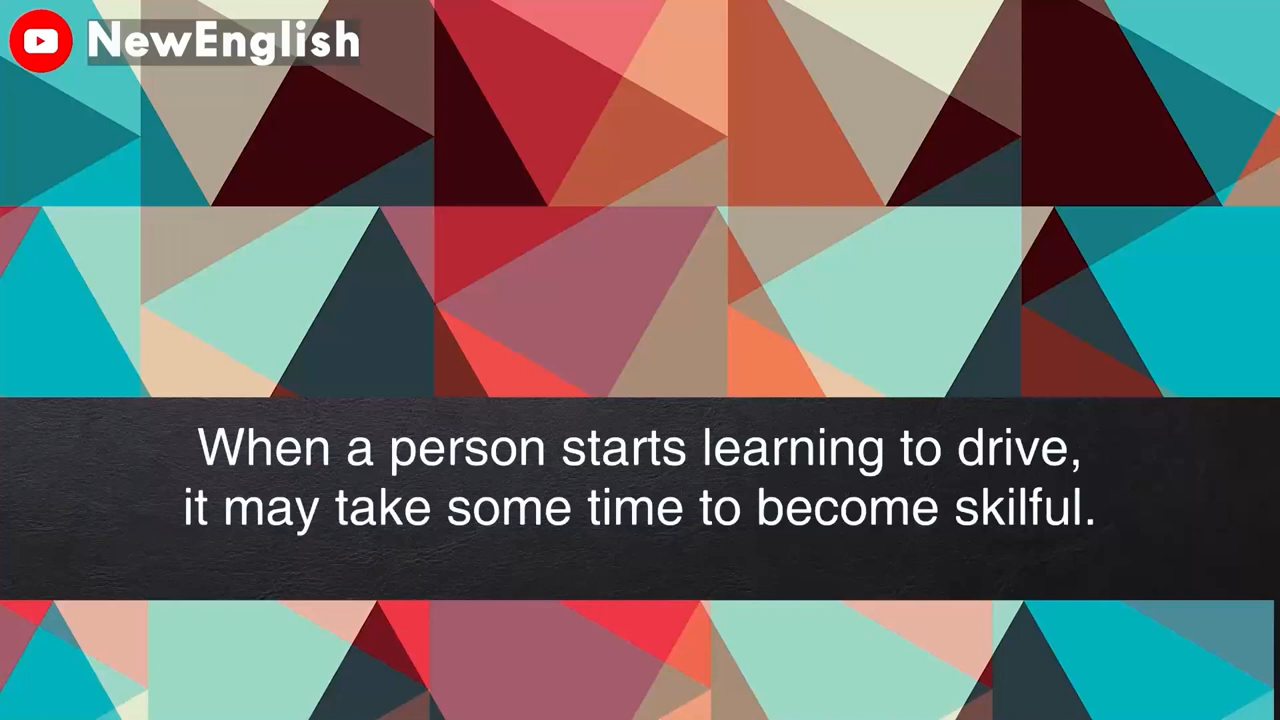 NewEnglish
When a person starts learning to drive,
it may take some time to become skilful.